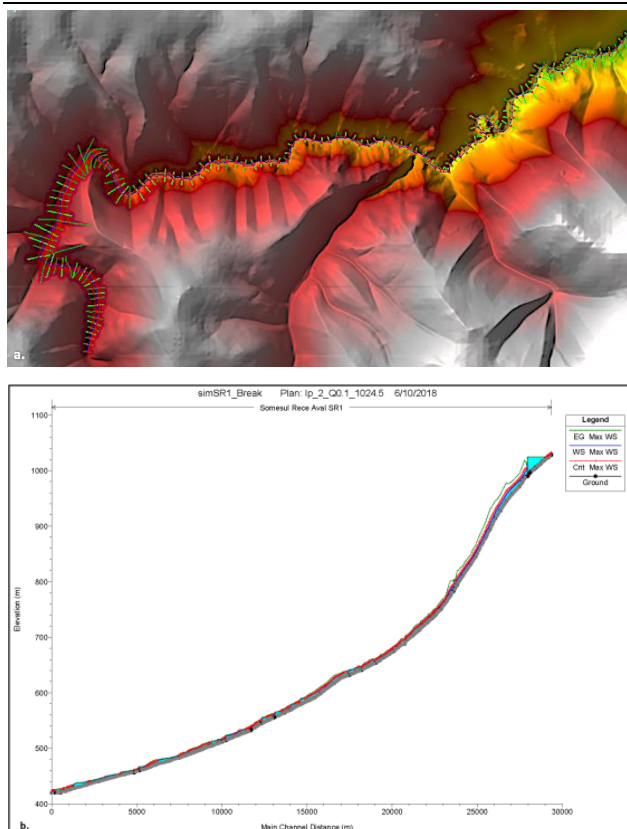 a.
simSR1_Break Plan: Ip_2_Q0.1_1024.5 6/10/2018
Somesul Rece Aval SR1
Legend
EG Max WS
WS Max WS
Crit Max WS
Ground
1100
1000
900
800
700
600
500
400
Elevation (m)
0
5000
10000
15000
20000
25000
30000
Main Channel Distance (m)
b.